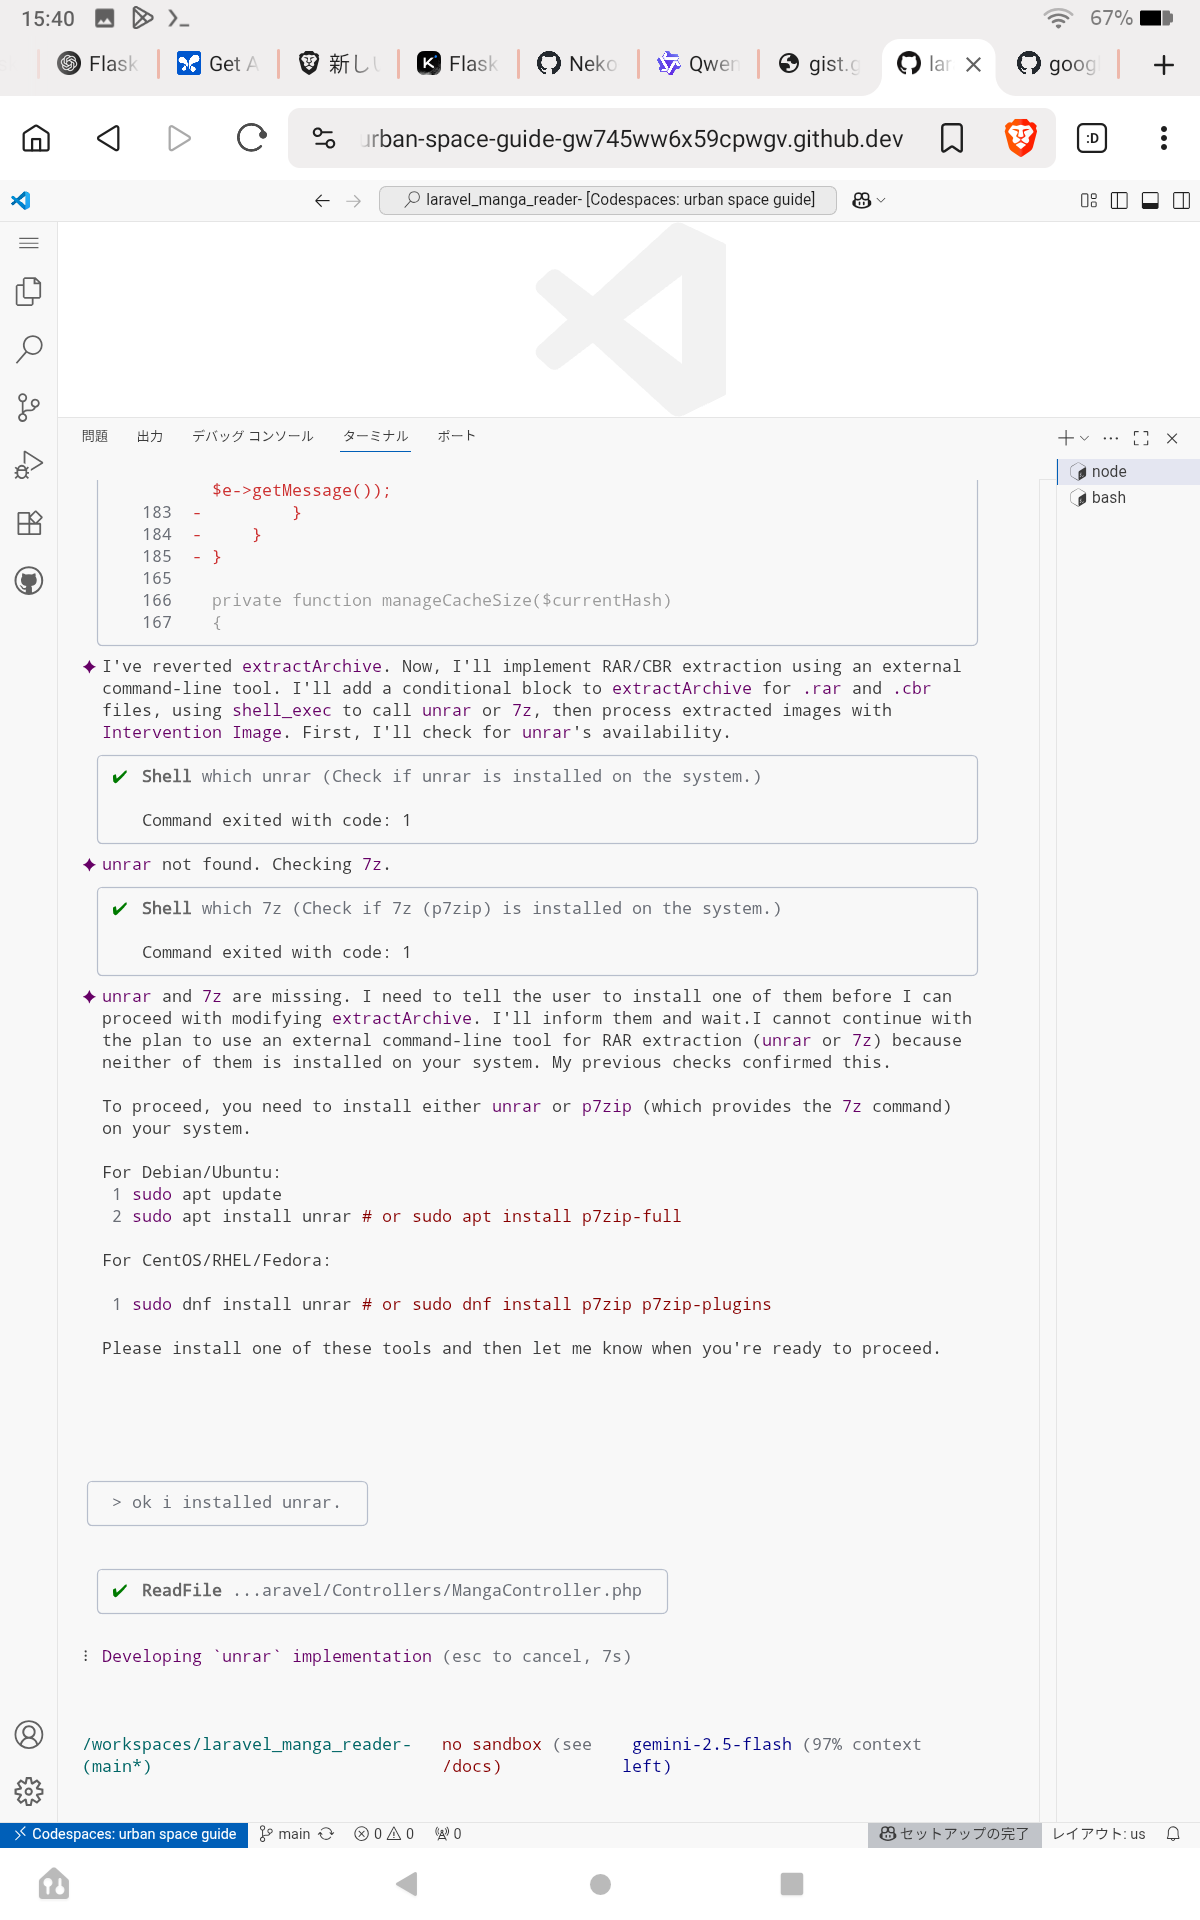 15:40
67%
Flask
Get A
新し
Flask
Neko
Qwen
gist.g
lar
goog
urban-space-guide-gw745ww6x59cpwgv.github.dev
:D
laravel_manga_reader- [Codespaces: urban space guide]
問題 出力 デバッグ コンソール ターミナル ポート
node
bash
$e->getMessage());
183 - }
184 - }
185 - }
165
166 private function manageCacheSize($currentHash)
167 {
I've reverted extractArchive. Now, I'll implement RAR/CBR extraction using an external
command-line tool. I'll add a conditional block to extractArchive for .rar and .cbr
files, using shell_exec to call unrar or 7z, then process extracted images with
Intervention Image. First, I'll check for unrar's availability.
✔ Shell which unrar (Check if unrar is installed on the system.)
Command exited with code: 1
unrar not found. Checking 7z.
✔ Shell which 7z (Check if 7z (p7zip) is installed on the system.)
Command exited with code: 1
unrar and 7z are missing. I need to tell the user to install one of them before I can
proceed with modifying extractArchive. I'll inform them and wait.I cannot continue with
the plan to use an external command-line tool for RAR extraction (unrar or 7z) because
neither of them is installed on your system. My previous checks confirmed this.
To proceed, you need to install either unrar or p7zip (which provides the 7z command)
on your system.
For Debian/Ubuntu:
1 sudo apt update
2 sudo apt install unrar # or sudo apt install p7zip-full
For CentOS/RHEL/Fedora:
1 sudo dnf install unrar # or sudo dnf install p7zip p7zip-plugins
Please install one of these tools and then let me know when you're ready to proceed.
> ok i installed unrar.
✔ ReadFile ...aravel/Controllers/MangaController.php
Developing `unrar` implementation (esc to cancel, 7s)
/workspaces/laravel_manga_reader- no sandbox (see gemini-2.5-flash (97% context
(main*) /docs) left)
Codespaces: urban space guide main 0 0 0 セットアップの完了 レイアウト: us